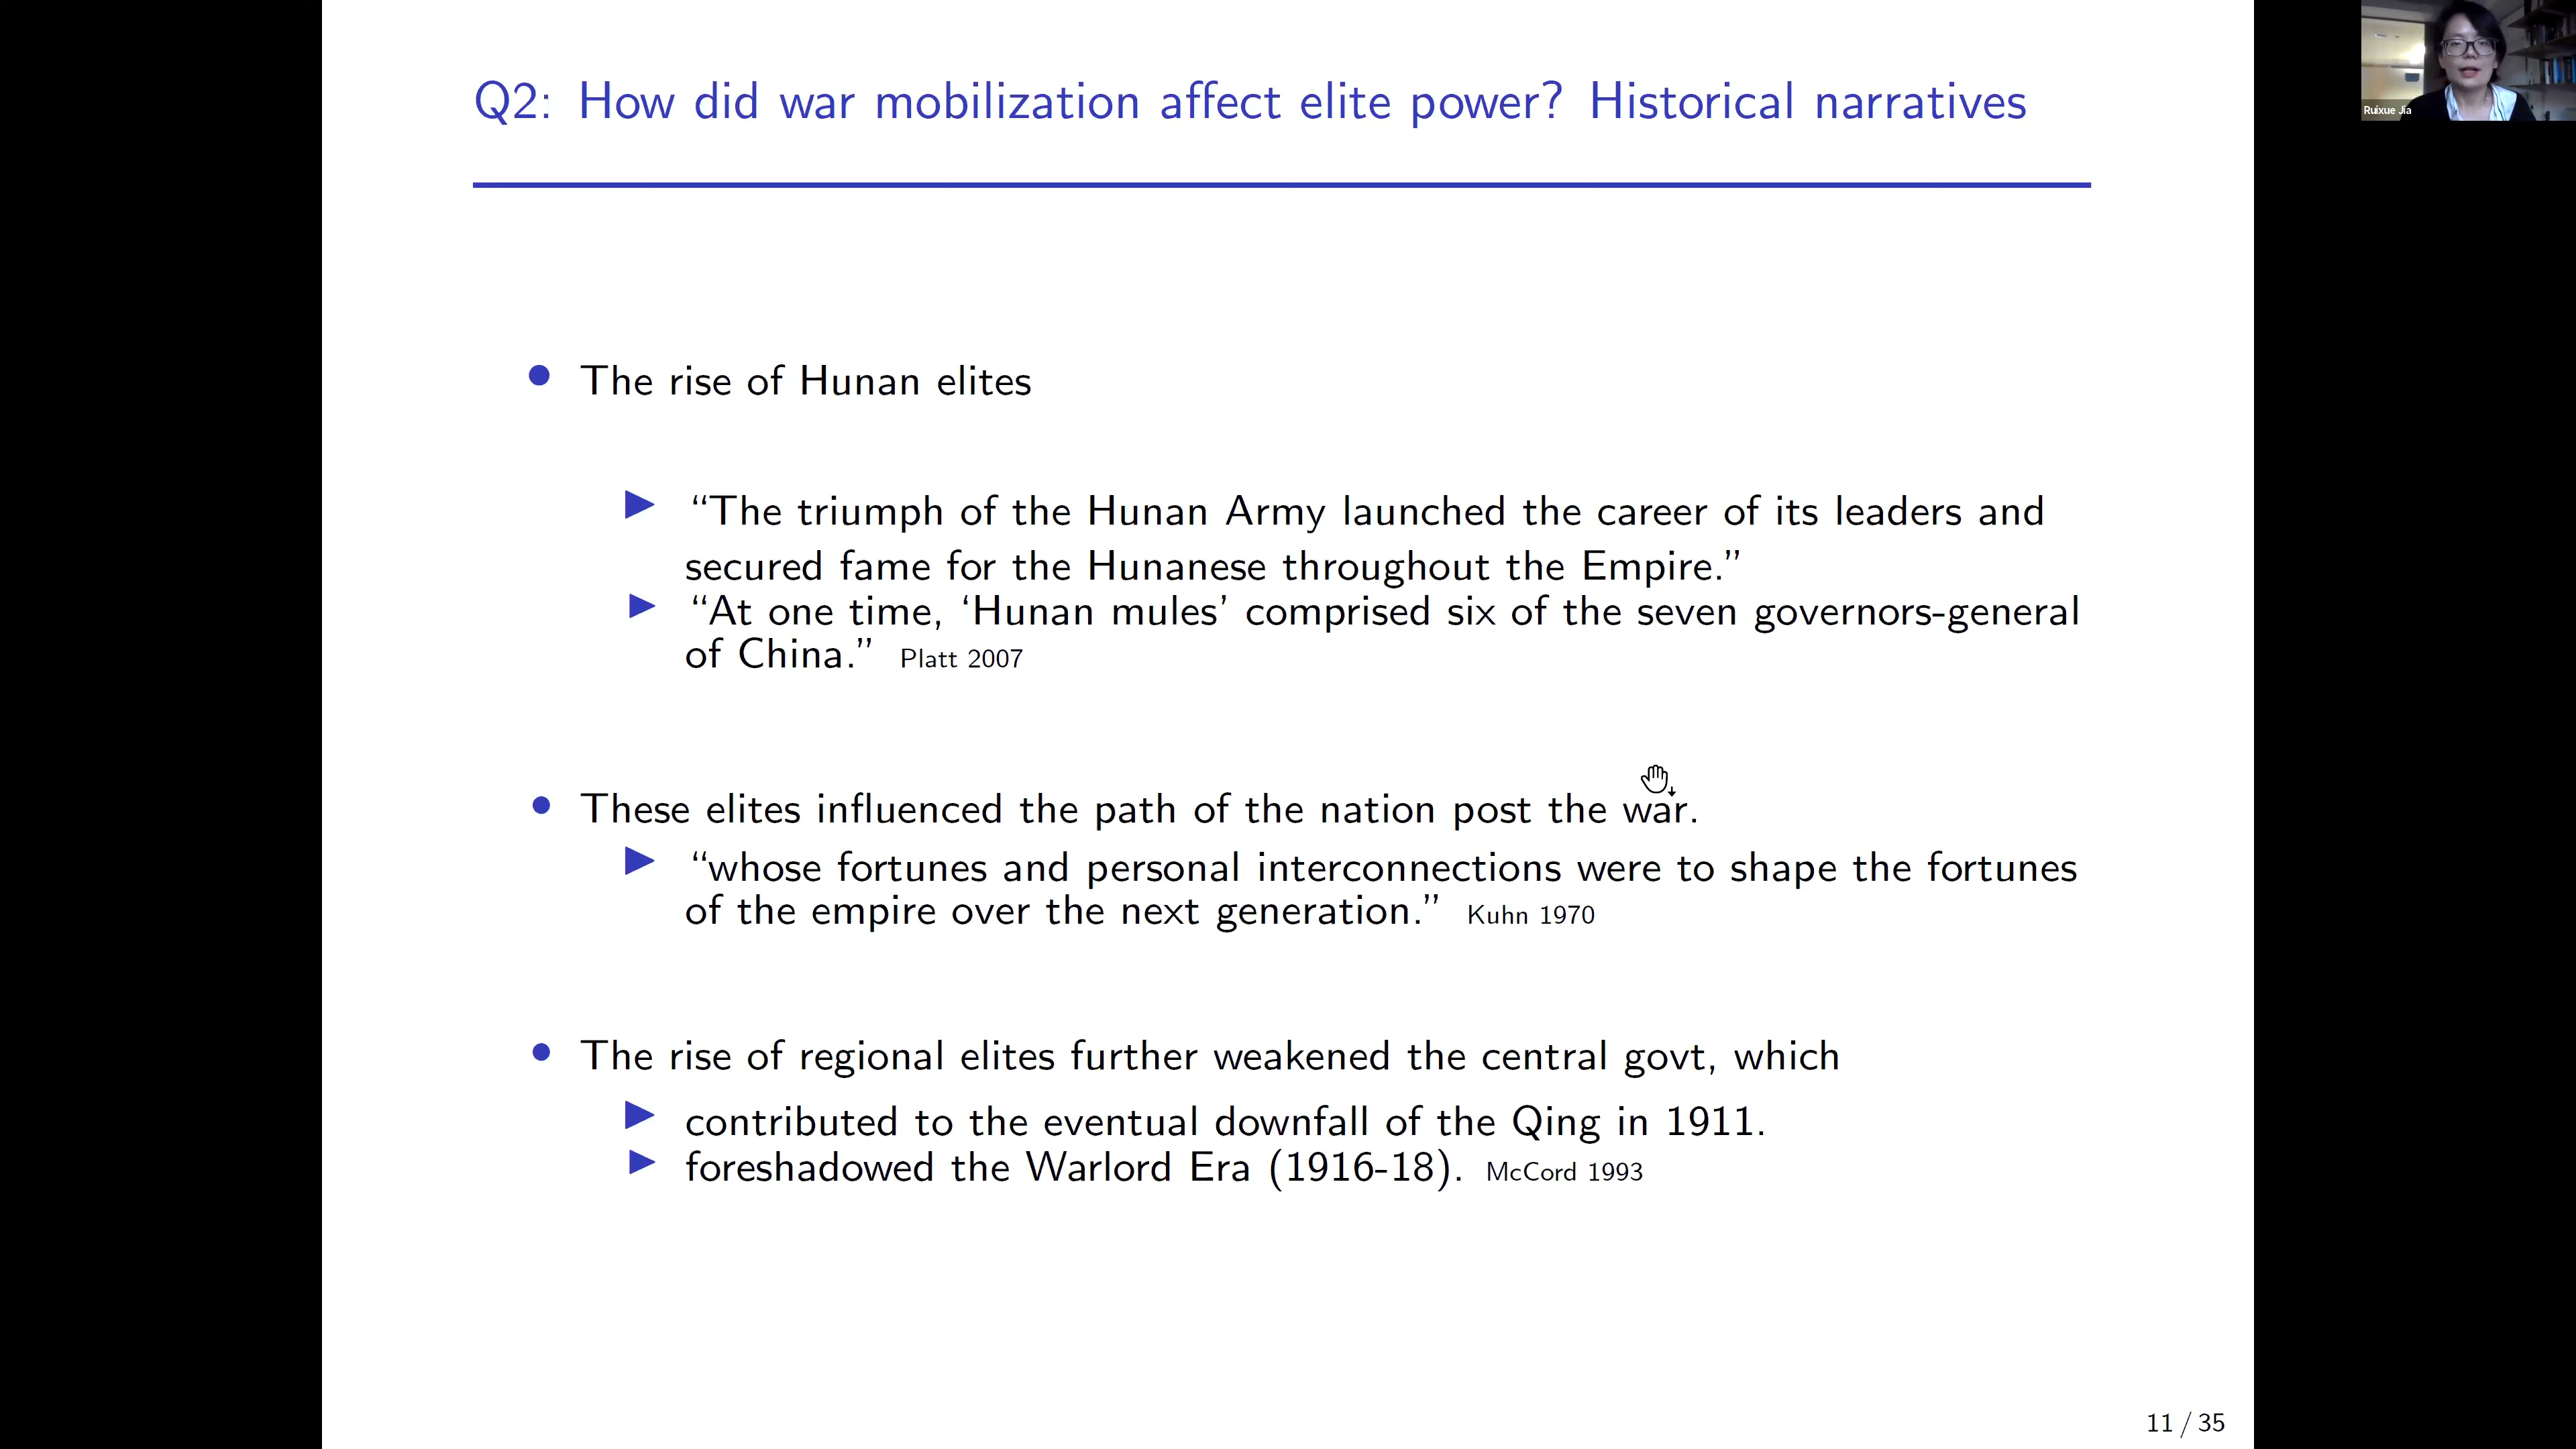 Q2: How did war mobilization affect elite power? Historical narratives
Ruixue Jia
• The rise of Hunan elites
▶ “The triumph of the Hunan Army launched the career of its leaders and
secured fame for the Hunanese throughout the Empire.”
▶ “At one time, ‘Hunan mules’ comprised six of the seven governors-general
of China.” Platt 2007
• These elites influenced the path of the nation post the war.
▶ “whose fortunes and personal interconnections were to shape the fortunes
of the empire over the next generation.” Kuhn 1970
• The rise of regional elites further weakened the central govt, which
▶ contributed to the eventual downfall of the Qing in 1911.
▶ foreshadowed the Warlord Era (1916-18). McCord 1993
11 / 35